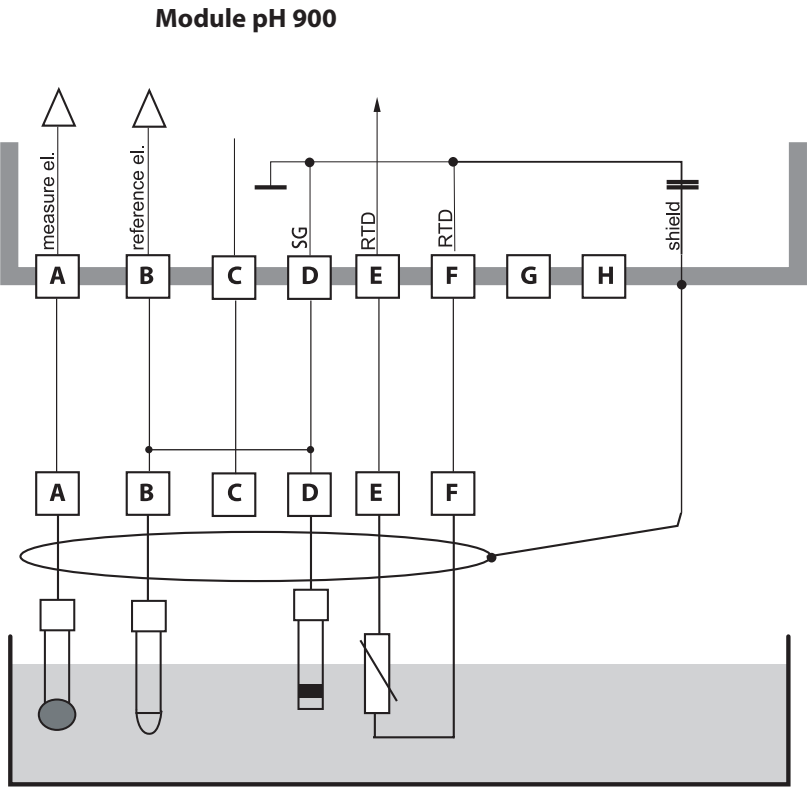 Module pH 900
measure el.
reference el.
SG
RTD
RTD
shield
A B C D E F G H
A B C D E F